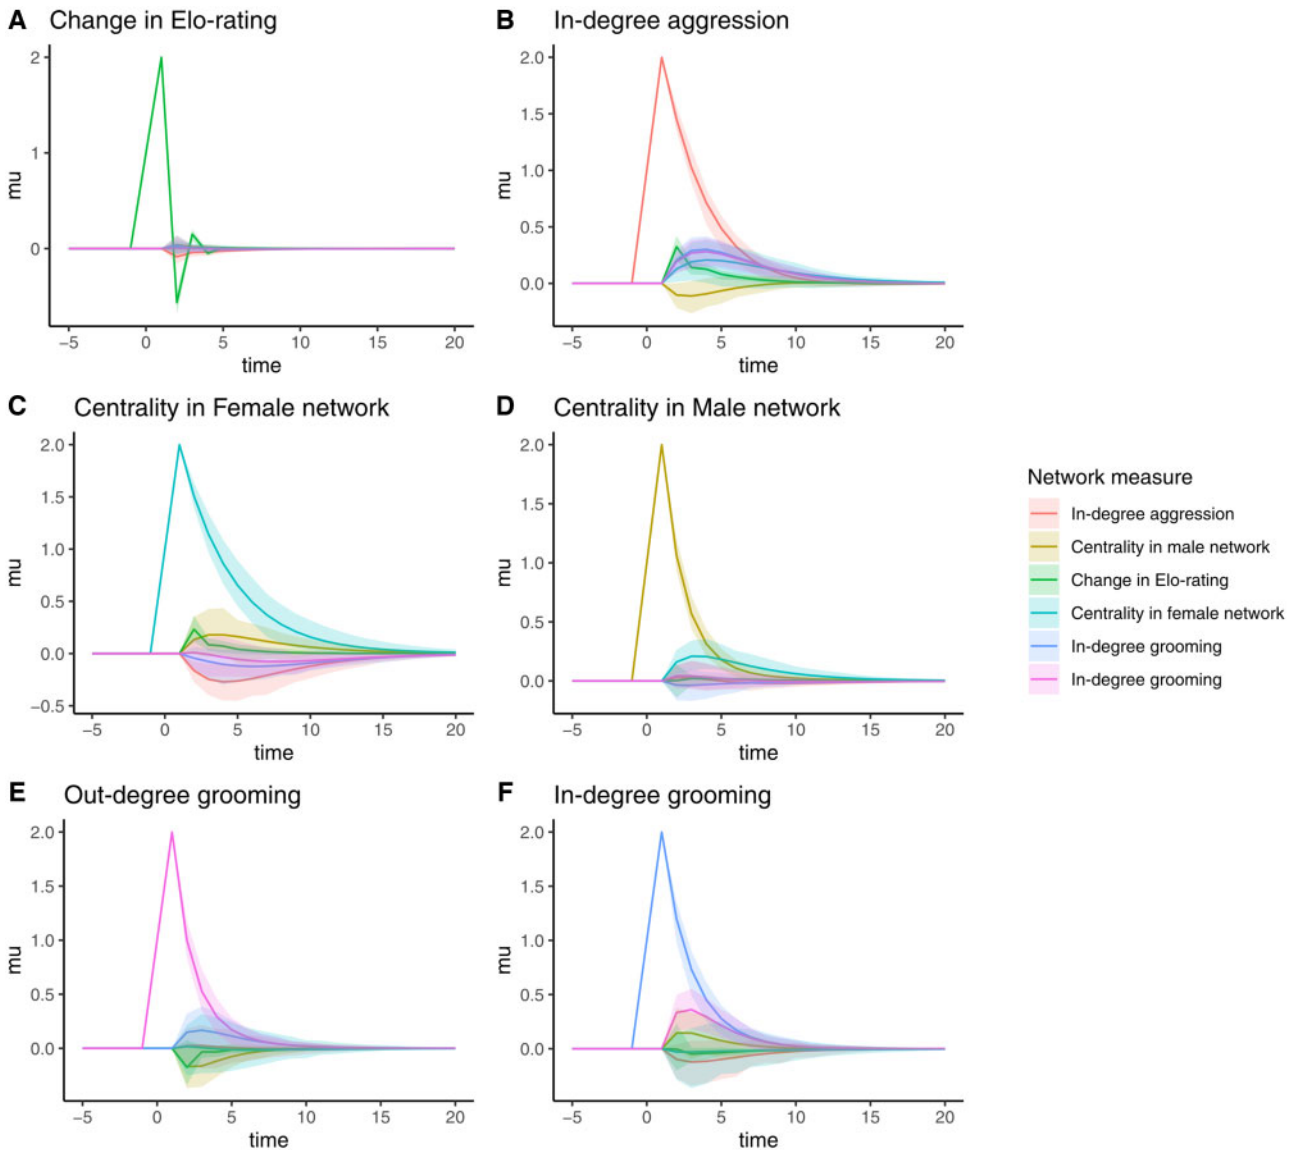 A Change in Elo-rating
2
1
0
mu
−5 0 5 10 15 20
time
B In-degree aggression
2.0
1.5
1.0
0.5
0.0
mu
−5 0 5 10 15 20
time
C Centrality in Female network
2.0
1.5
1.0
0.5
0.0
−0.5
mu
−5 0 5 10 15 20
time
D Centrality in Male network
2.0
1.5
1.0
0.5
0.0
mu
−5 0 5 10 15 20
time
Network measure
In-degree aggression
Centrality in male network
Change in Elo-rating
Centrality in female network
In-degree grooming
In-degree grooming
E Out-degree grooming
2.0
1.5
1.0
0.5
0.0
mu
−5 0 5 10 15 20
time
F In-degree grooming
2.0
1.5
1.0
0.5
0.0
mu
−5 0 5 10 15 20
time